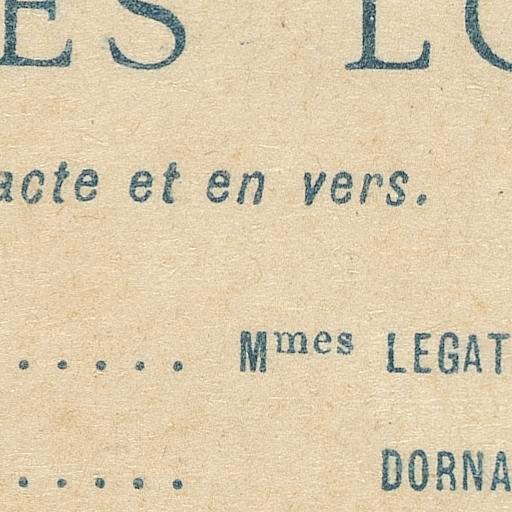 ES LO
acte et en vers.
..... Mmes LEGAT
..... DORNA